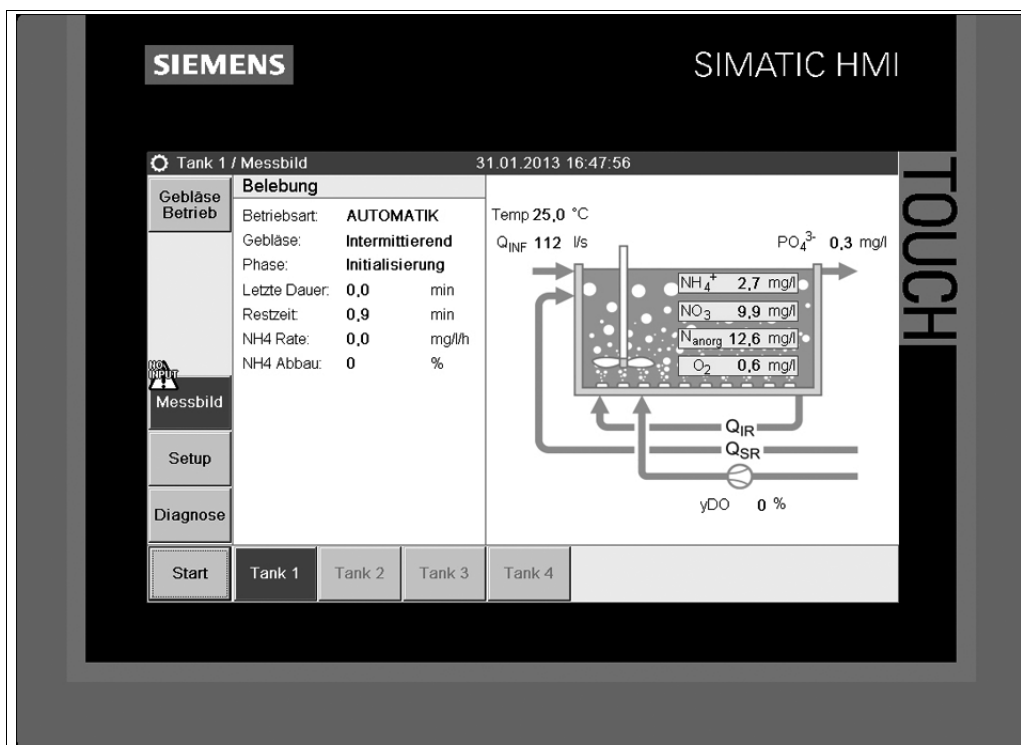 SIEMENS
SIMATIC HMI
TOUCH
Tank 1 / Messbild 31.01.2013 16:47:56
Gebläse
Betrieb
NO
INPUT
Messbild
Setup
Diagnose
Start
Belebung
Betriebsart: AUTOMATIK
Gebläse: Intermittierend
Phase: Initialisierung
Letzte Dauer: 0,0 min
Restzeit: 0,9 min
NH4 Rate: 0,0 mg/l/h
NH4 Abbau: 0 %
Temp 25,0 °C
QINF 112 l/s
PO₄³⁻ 0,3 mg/l
NH₄⁺ 2,7 mg/l
NO₃ 9,9 mg/l
Nanorg 12,6 mg/l
O₂ 0,6 mg/l
QIR
QSR
yDO 0 %
Tank 1 Tank 2 Tank 3 Tank 4